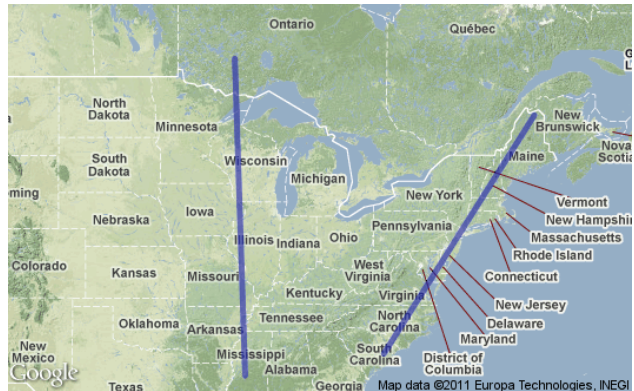 Ontario
Québec
G
L
North
Dakota
Minnesota
New
Brunswick
Nova
Scotia
Maine
South
Dakota
Wisconsin
Michigan
oming
New York
Vermont
New Hampshire
Massachusetts
Rhode Island
Connecticut
Nebraska
Iowa
Illinois
Indiana
Ohio
Pennsylvania
Colorado
Kansas
Missouri
West
Virginia
Kentucky
Virginia
New Jersey
Delaware
Maryland
District of
Columbia
Oklahoma
Arkansas
Tennessee
North
Carolina
South
Carolina
New
Mexico
Mississippi
Alabama
Georgia
Texas
Google
Map data ©2011 Europa Technologies, INEGI